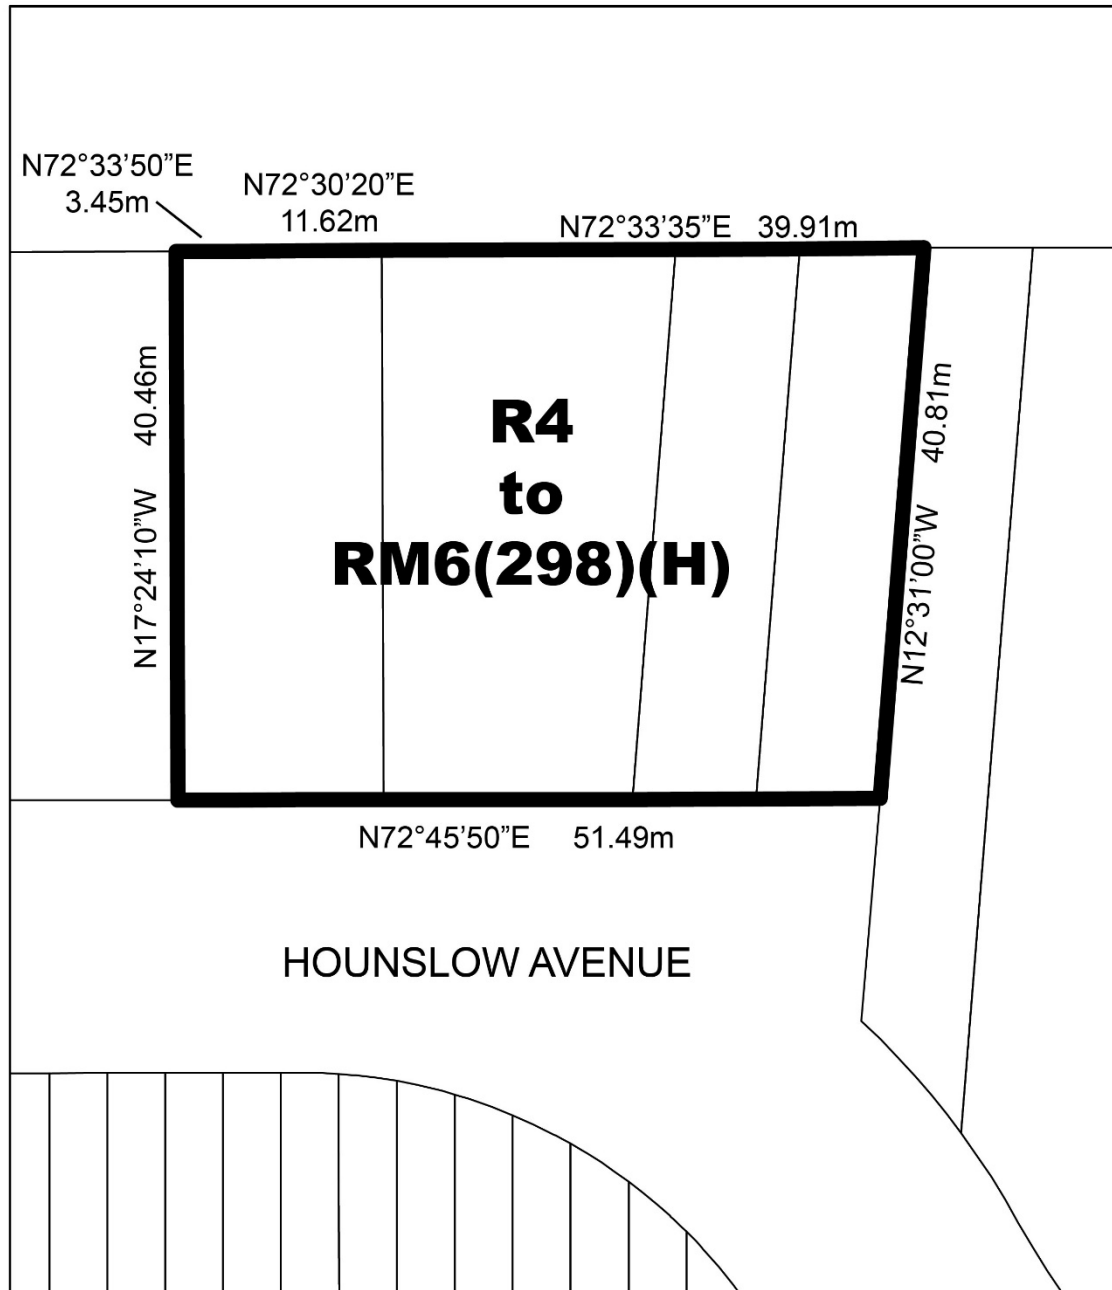 N72°33’50”E
3.45m
N72°30’20”E
11.62m
N72°33’35”E 39.91m
N17°24’10”W 40.46m
R4
to
RM6(298)(H)
N12°31’00”W 40.81m
N72°45’50”E 51.49m
HOUNSLOW AVENUE